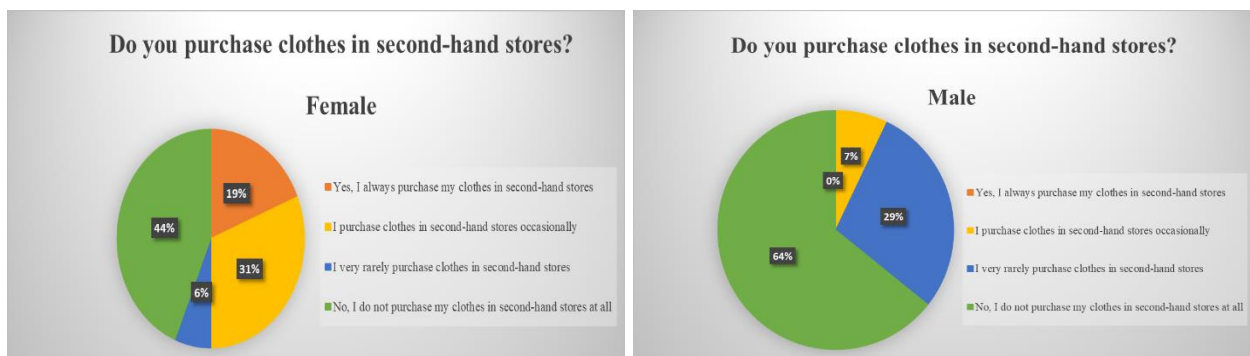 Do you purchase clothes in second-hand stores?
Female
19%
31%
6%
44%
Yes, I always purchase my clothes in second-hand stores
I purchase clothes in second-hand stores occasionally
I very rarely purchase clothes in second-hand stores
No, I do not purchase my clothes in second-hand stores at all
Do you purchase clothes in second-hand stores?
Male
7%
0%
29%
64%
Yes, I always purchase my clothes in second-hand stores
I purchase clothes in second-hand stores occasionally
I very rarely purchase clothes in second-hand stores
No, I do not purchase my clothes in second-hand stores at all